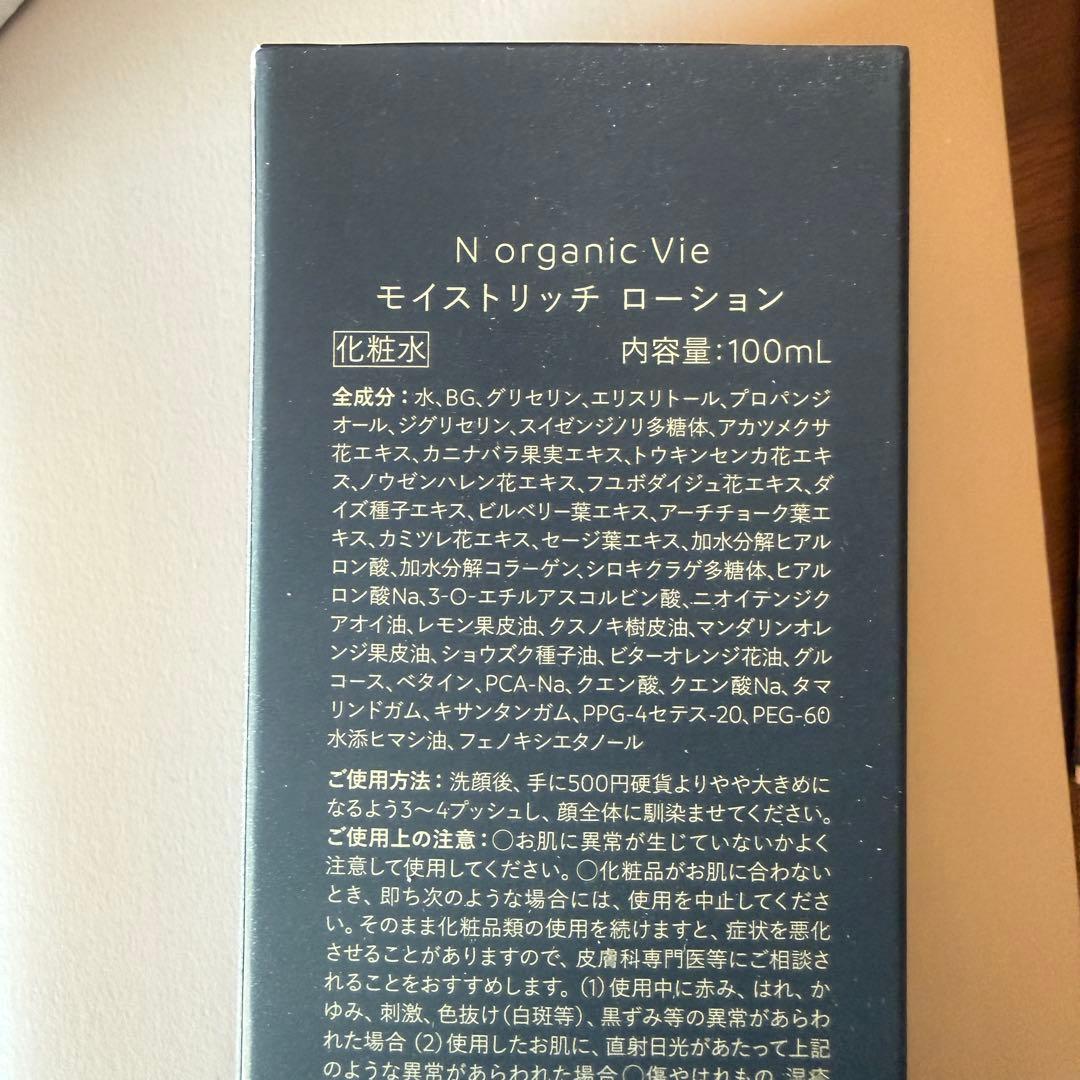 N organic Vie
モイストリッチ ローション
化粧水 内容量:100mL
全成分:水、BG、グリセリン、エリスリトール、プロパンジ
オール、ジグリセリン、スイゼンジノリ多糖体、アカツメクサ
花エキス、カニナバラ果実エキス、トウキンセンカ花エキ
ス、ノウゼンハレン花エキス、フユボダイジュ花エキス、ダ
イズ種子エキス、ビルベリー葉エキス、アーチチョーク葉エ
キス、カミツレ花エキス、セージ葉エキス、加水分解ヒアル
ロン酸、加水分解コラーゲン、シロキクラゲ多糖体、ヒアル
ロン酸Na、3-O-エチルアスコルビン酸、ニオイテンジク
アオイ油、レモン果皮油、クスノキ樹皮油、マンダリンオレ
ンジ果皮油、ショウズク種子油、ビターオレンジ花油、グル
コース、ベタイン、PCA-Na、クエン酸、クエン酸Na、タマ
リンドガム、キサンタンガム、PPG-4セテス-20、PEG-60
水添ヒマシ油、フェノキシエタノール
ご使用方法:洗顔後、手に500円硬貨よりやや大きめに
なるよう3〜4プッシュし、顔全体に馴染ませてください。
ご使用上の注意:○お肌に異常が生じていないかよく
注意して使用してください。○化粧品がお肌に合わない
とき、即ち次のような場合には、使用を中止してくださ
い。そのまま化粧品類の使用を続けますと、症状を悪化
させることがありますので、皮膚科専門医等にご相談さ
れることをおすすめします。(1)使用中に赤み、はれ、か
ゆみ、刺激、色抜け(白斑等)、黒ずみ等の異常があらわ
れた場合(2)使用したお肌に、直射日光があたって上記
のような異常があらわれた場合○傷やはれもの、湿疹